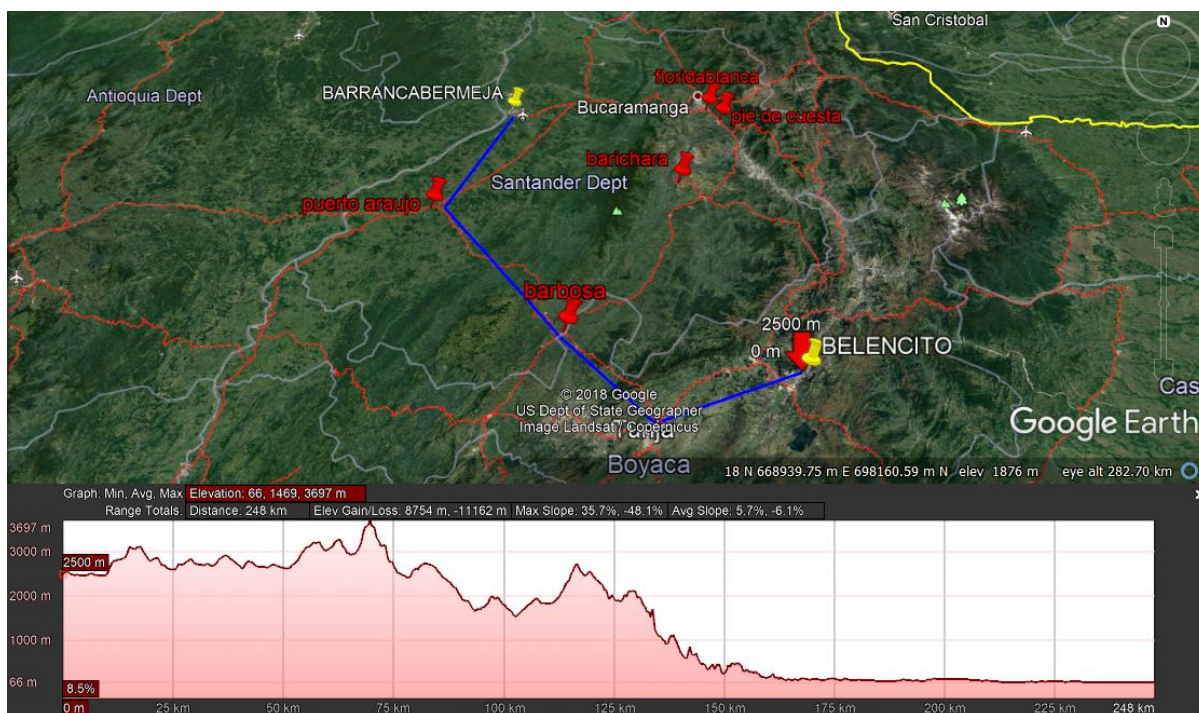 San Cristobal
N
floridablanca
Antioquia Dept
BARRANCABERMEJA
Bucaramanga
pie de cuesta
barichara
Santander Dept
puerto araujo
barbosa
2500 m
0 m
BELENCITO
© 2018 Google
US Dept of State Geographer
Image Landsat / Copernicus
Cas
Google Earth
Boyaca
18 N 668939.75 m E 698160.59 m N elev 1876 m eye alt 282.70 km
Graph: Min, Avg, Max Elevation: 66, 1469, 3697 m
Range Totals: Distance: 248 km Elev Gain/Loss: 8754 m, -11162 m Max Slope: 35.7%, -48.1% Avg Slope: 5.7%, -6.1%
3697 m
3000 m
2500 m
2000 m
1000 m
66 m
8.5%
0 m 25 km 50 km 75 km 100 km 125 km 150 km 175 km 200 km 225 km 248 km